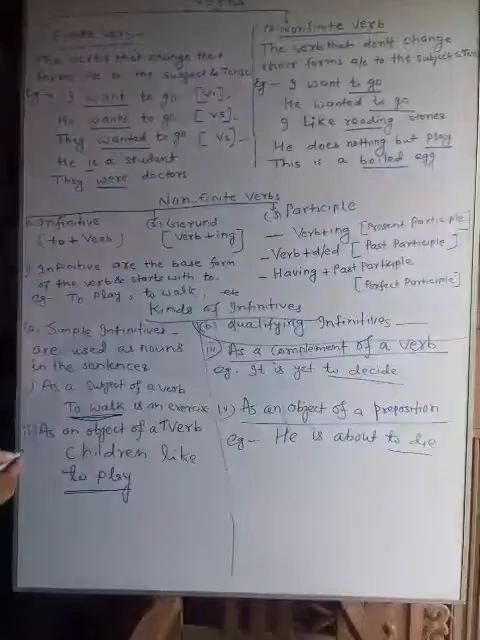 Verbs
Finite verb
The verbs that change their
forms a/c to the subject & Tense
eg - I want to go [V1]
He wants to go [V5]
They wanted to go [V2]
He is a student
They were doctors
Nonfinite verb
The verb that don't change
their forms a/c to the subject & Tense
eg - I want to go
He wanted to go
I like reading stories
He does nothing but play
This is a boiled egg
Non finite verbs
Infinitive
(to + Verb)
(2) Gerund
[Verb + ing]
(3) Participle
- Verb + ing [Present Participle]
- Verb + d/ed [Past Participle]
- Having + Past Participle
[Perfect Participle]
1) Infinitive are the base form
of the verb & starts with to.
eg- To play, to walk, etc
Kinds of Infinitives
(a) Simple Infinitives -
are used as nouns
in the sentences
i) As a Subject of a verb
To walk is an exercise.
ii) As an object of a TVerb
Children like
to play
(b) qualifying Infinitives
iii) As a complement of a verb
eg. It is yet to decide
iv) As an object of a preposition
eg - He is about to die